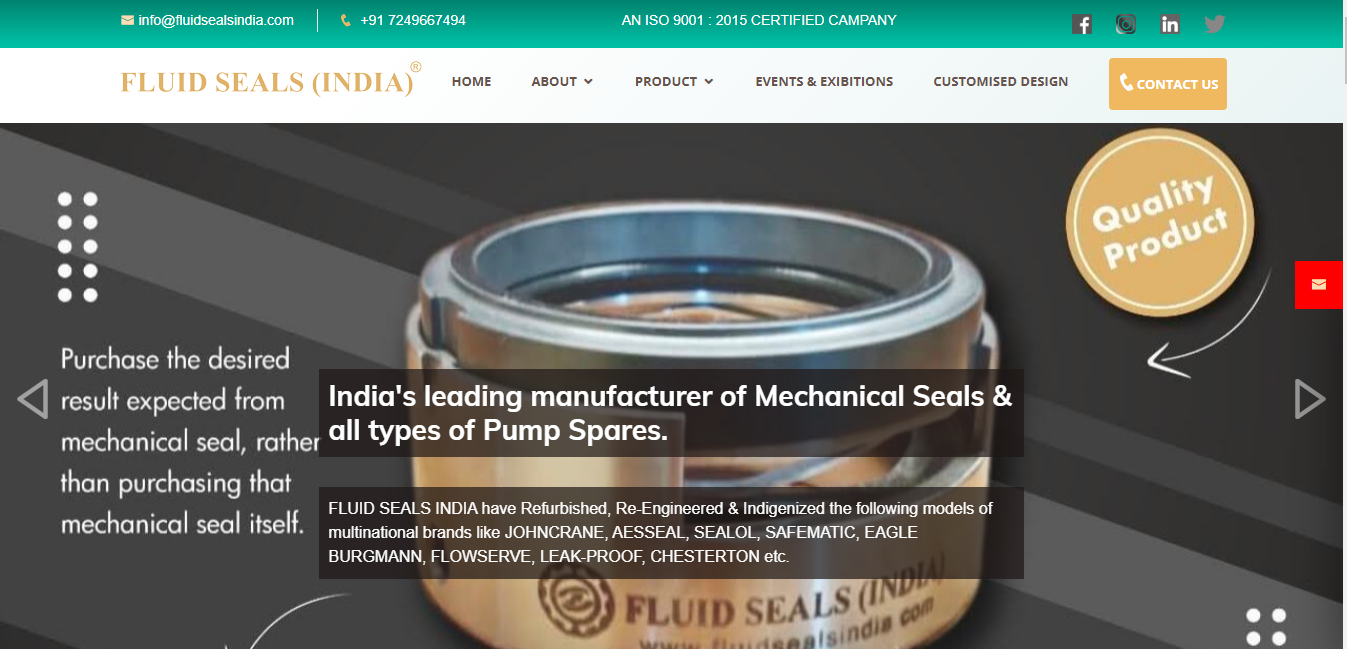 info@fluidsealsindia.com
+91 7249667494
AN ISO 9001 : 2015 CERTIFIED CAMPANY
FLUID SEALS (INDIA)®
HOME
ABOUT
PRODUCT
EVENTS & EXIBITIONS
CUSTOMISED DESIGN
CONTACT US
Quality
Product
Purchase the desired
result expected from
mechanical seal, rather
than purchasing that
mechanical seal itself.
India's leading manufacturer of Mechanical Seals &
all types of Pump Spares.
FLUID SEALS INDIA have Refurbished, Re-Engineered & Indigenized the following models of
multinational brands like JOHNCRANE, AESSEAL, SEALOL, SAFEMATIC, EAGLE
BURGMANN, FLOWSERVE, LEAK-PROOF, CHESTERTON etc.
FLUID SEALS (INDIA)
www.fluidsealsindia.com